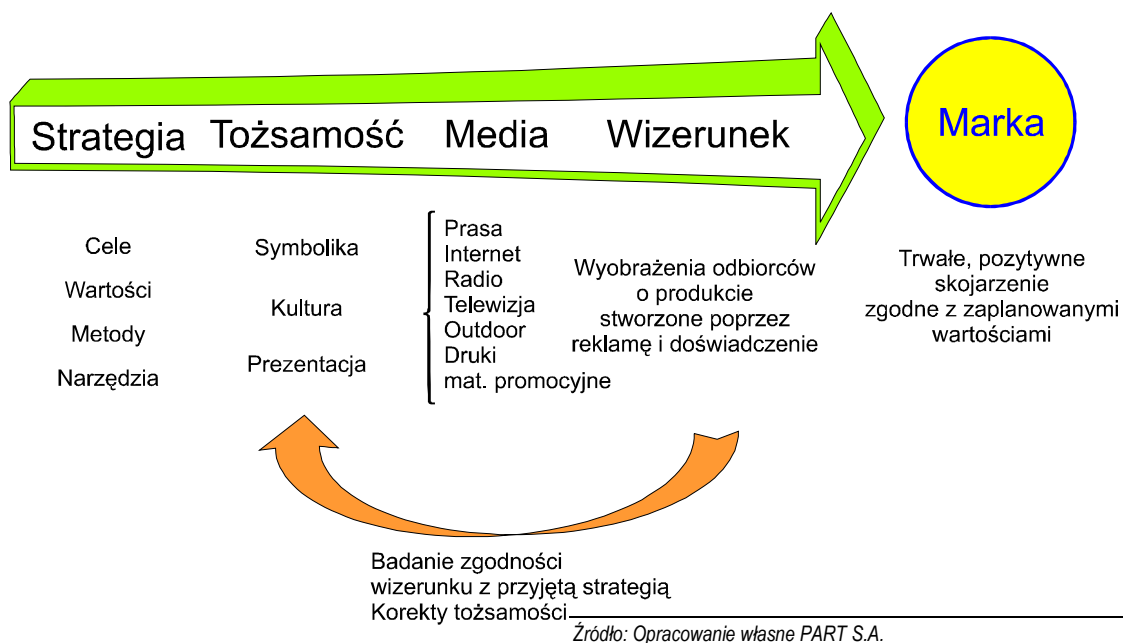 Strategia Tożsamość Media Wizerunek
Marka
Cele
Wartości
Metody
Narzędzia
Symbolika
Kultura
Prezentacja
Prasa
Internet
Radio
Telewizja
Outdoor
Druki
mat. promocyjne
Wyobrażenia odbiorców
o produkcie
stworzone poprzez
reklamę i doświadczenie
Trwałe, pozytywne
skojarzenie
zgodne z zaplanowanymi
wartościami
Badanie zgodności
wizerunku z przyjętą strategią
Korekty tożsamości
Źródło: Opracowanie własne PART S.A.